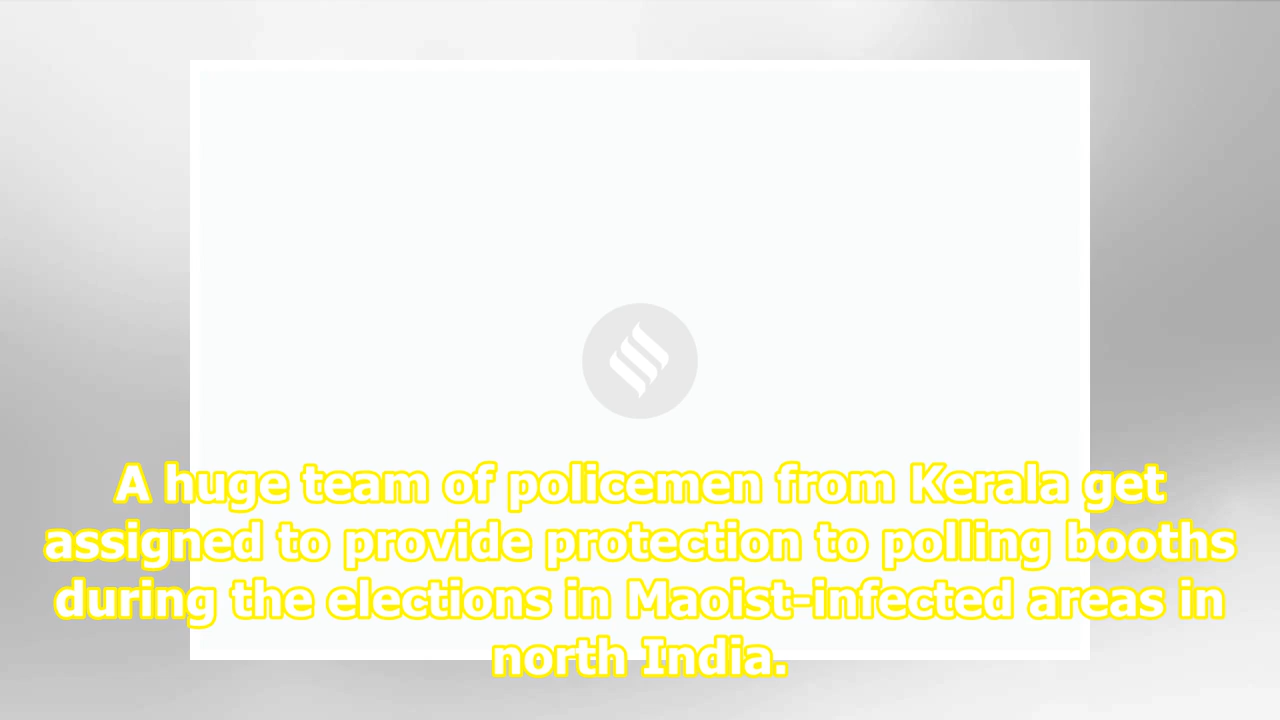 A huge team of policemen from Kerala get
assigned to provide protection to polling booths
during the elections in Maoist-infected areas in
north India.